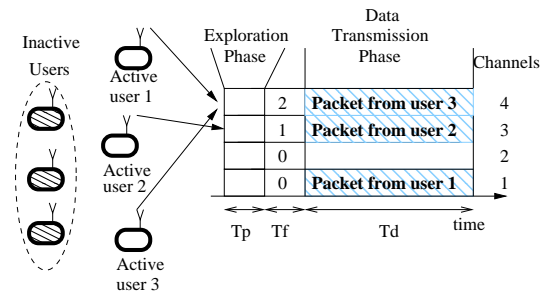 Inactive
Users
Active
user 1
Active
user 2
Active
user 3
Exploration
Phase
Data
Transmission
Phase
Channels
2 Packet from user 3 4
1 Packet from user 2 3
0 2
0 Packet from user 1 1
Tp Tf Td time